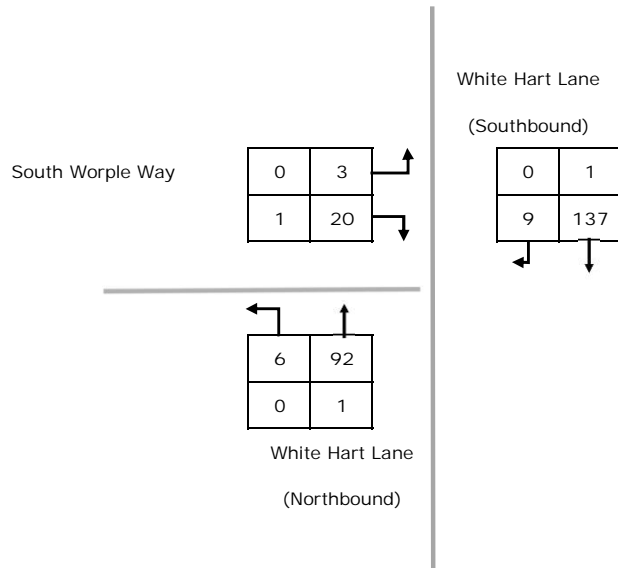 White Hart Lane
(Southbound)
South Worple Way
0 3
0 1
1 20
9 137
6 92
0 1
White Hart Lane
(Northbound)